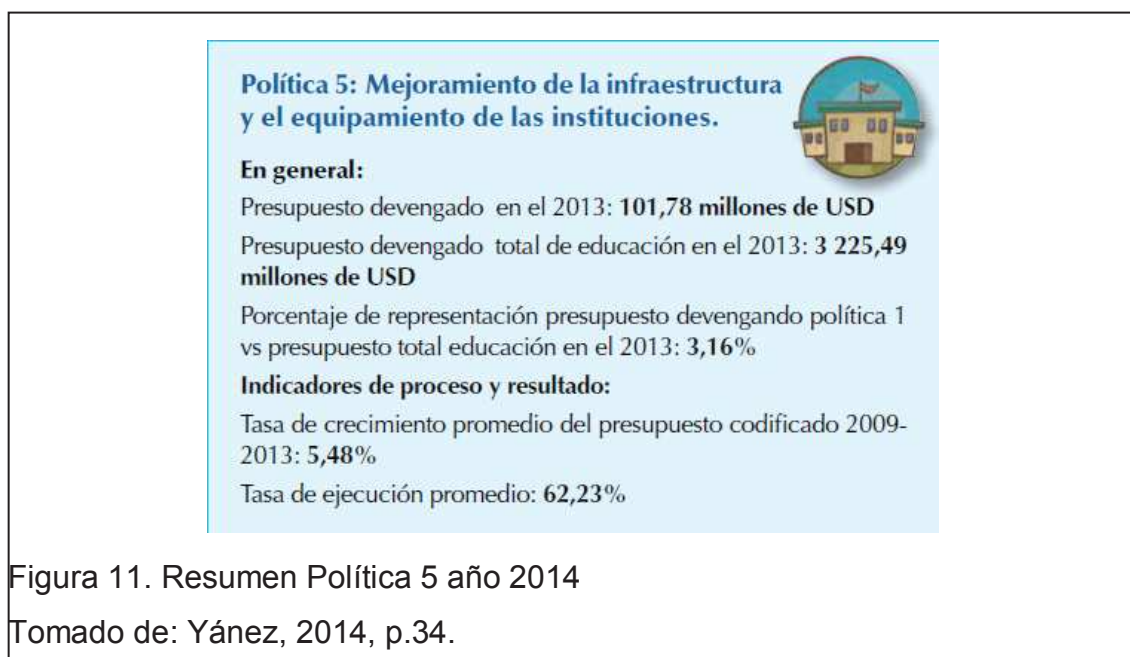 Política 5: Mejoramiento de la infraestructura
y el equipamiento de las instituciones.
En general:
Presupuesto devengado en el 2013: 101,78 millones de USD
Presupuesto devengado total de educación en el 2013: 3 225,49
millones de USD
Porcentaje de representación presupuesto devengando política 1
vs presupuesto total educación en el 2013: 3,16%
Indicadores de proceso y resultado:
Tasa de crecimiento promedio del presupuesto codificado 2009-
2013: 5,48%
Tasa de ejecución promedio: 62,23%
Figura 11. Resumen Política 5 año 2014
Tomado de: Yánez, 2014, p.34.